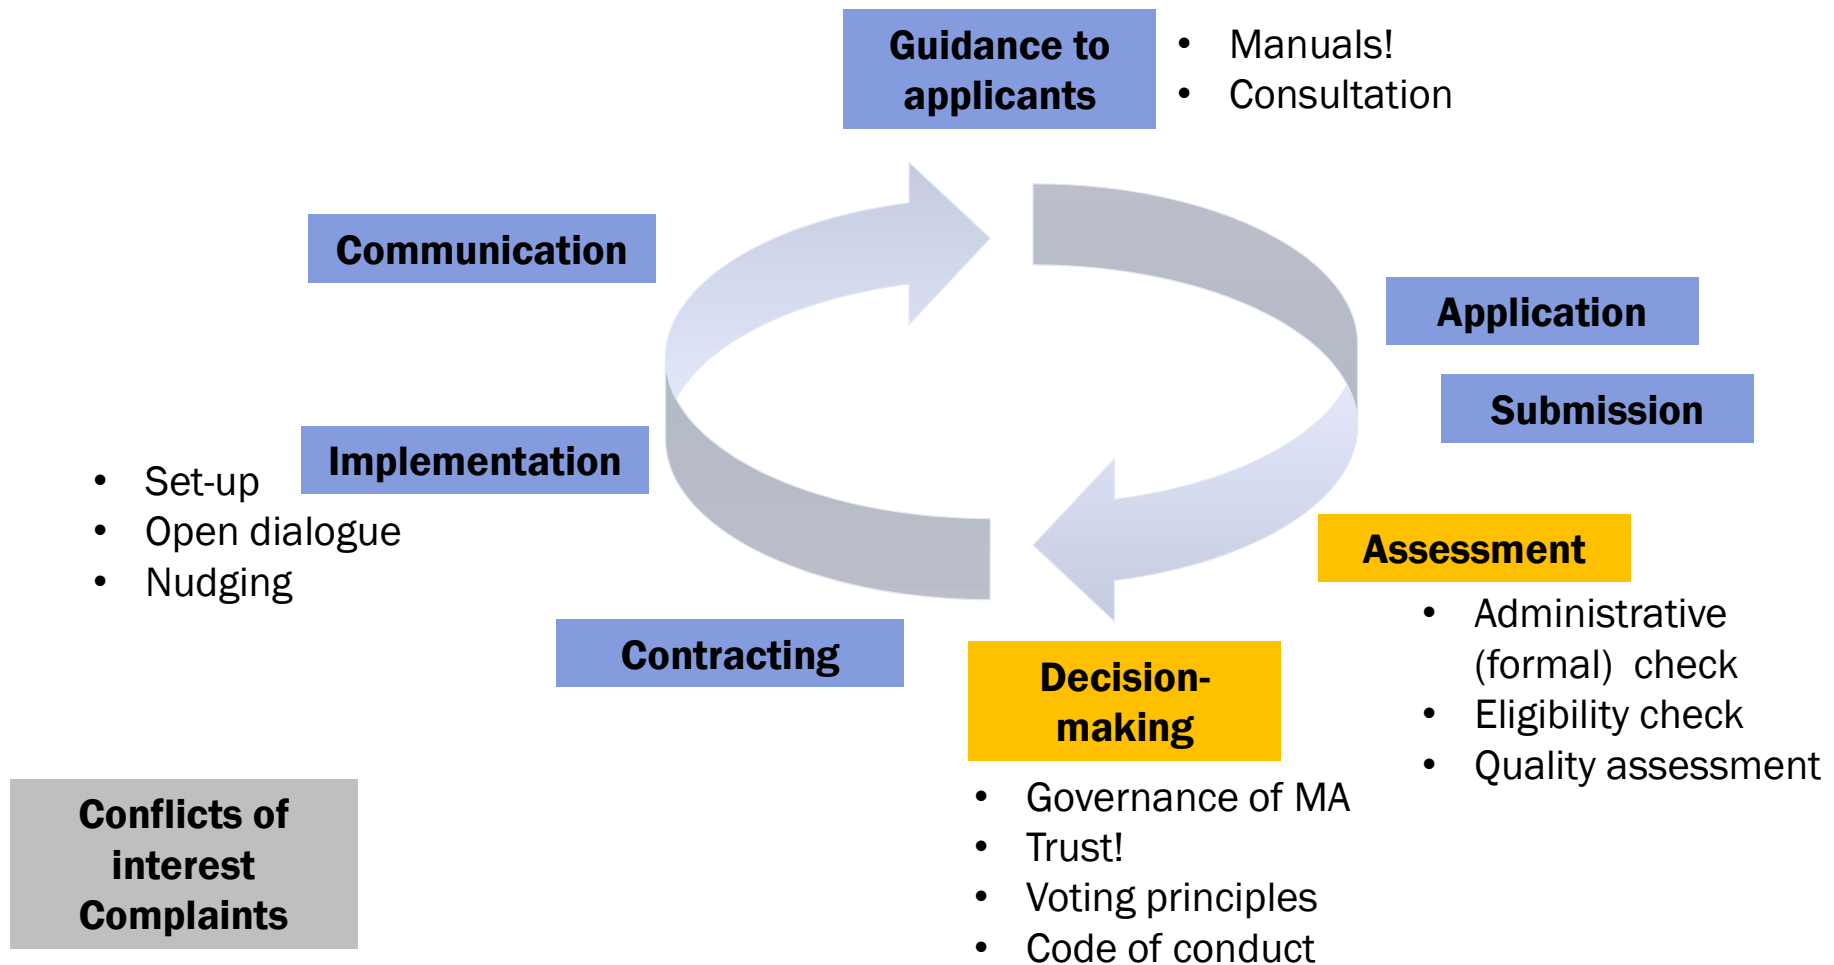 Guidance to
applicants
• Manuals!
• Consultation
Communication
Application
Submission
Implementation
• Set-up
• Open dialogue
• Nudging
Assessment
• Administrative
(formal) check
• Eligibility check
• Quality assessment
Contracting
Decision-
making
• Governance of MA
• Trust!
• Voting principles
• Code of conduct
Conflicts of
interest
Complaints